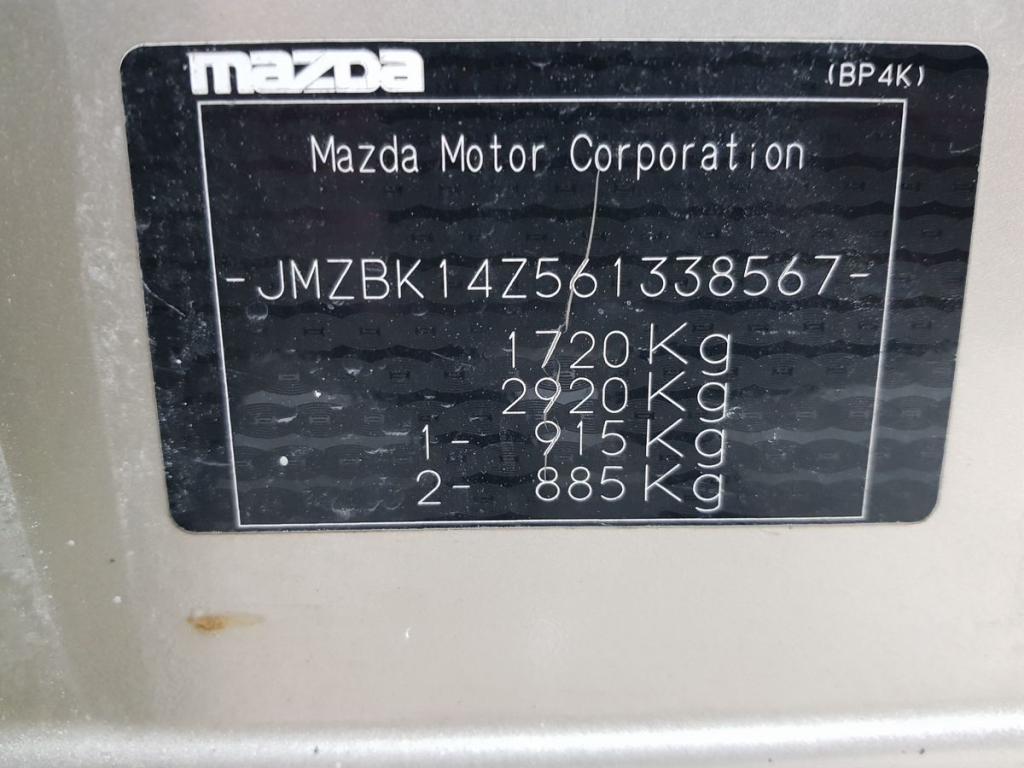 mazda
(BP4K)
Mazda Motor Corporation
-JMZBK14Z561338567-
1720Kg
2920Kg
1- 915Kg
2- 885Kg